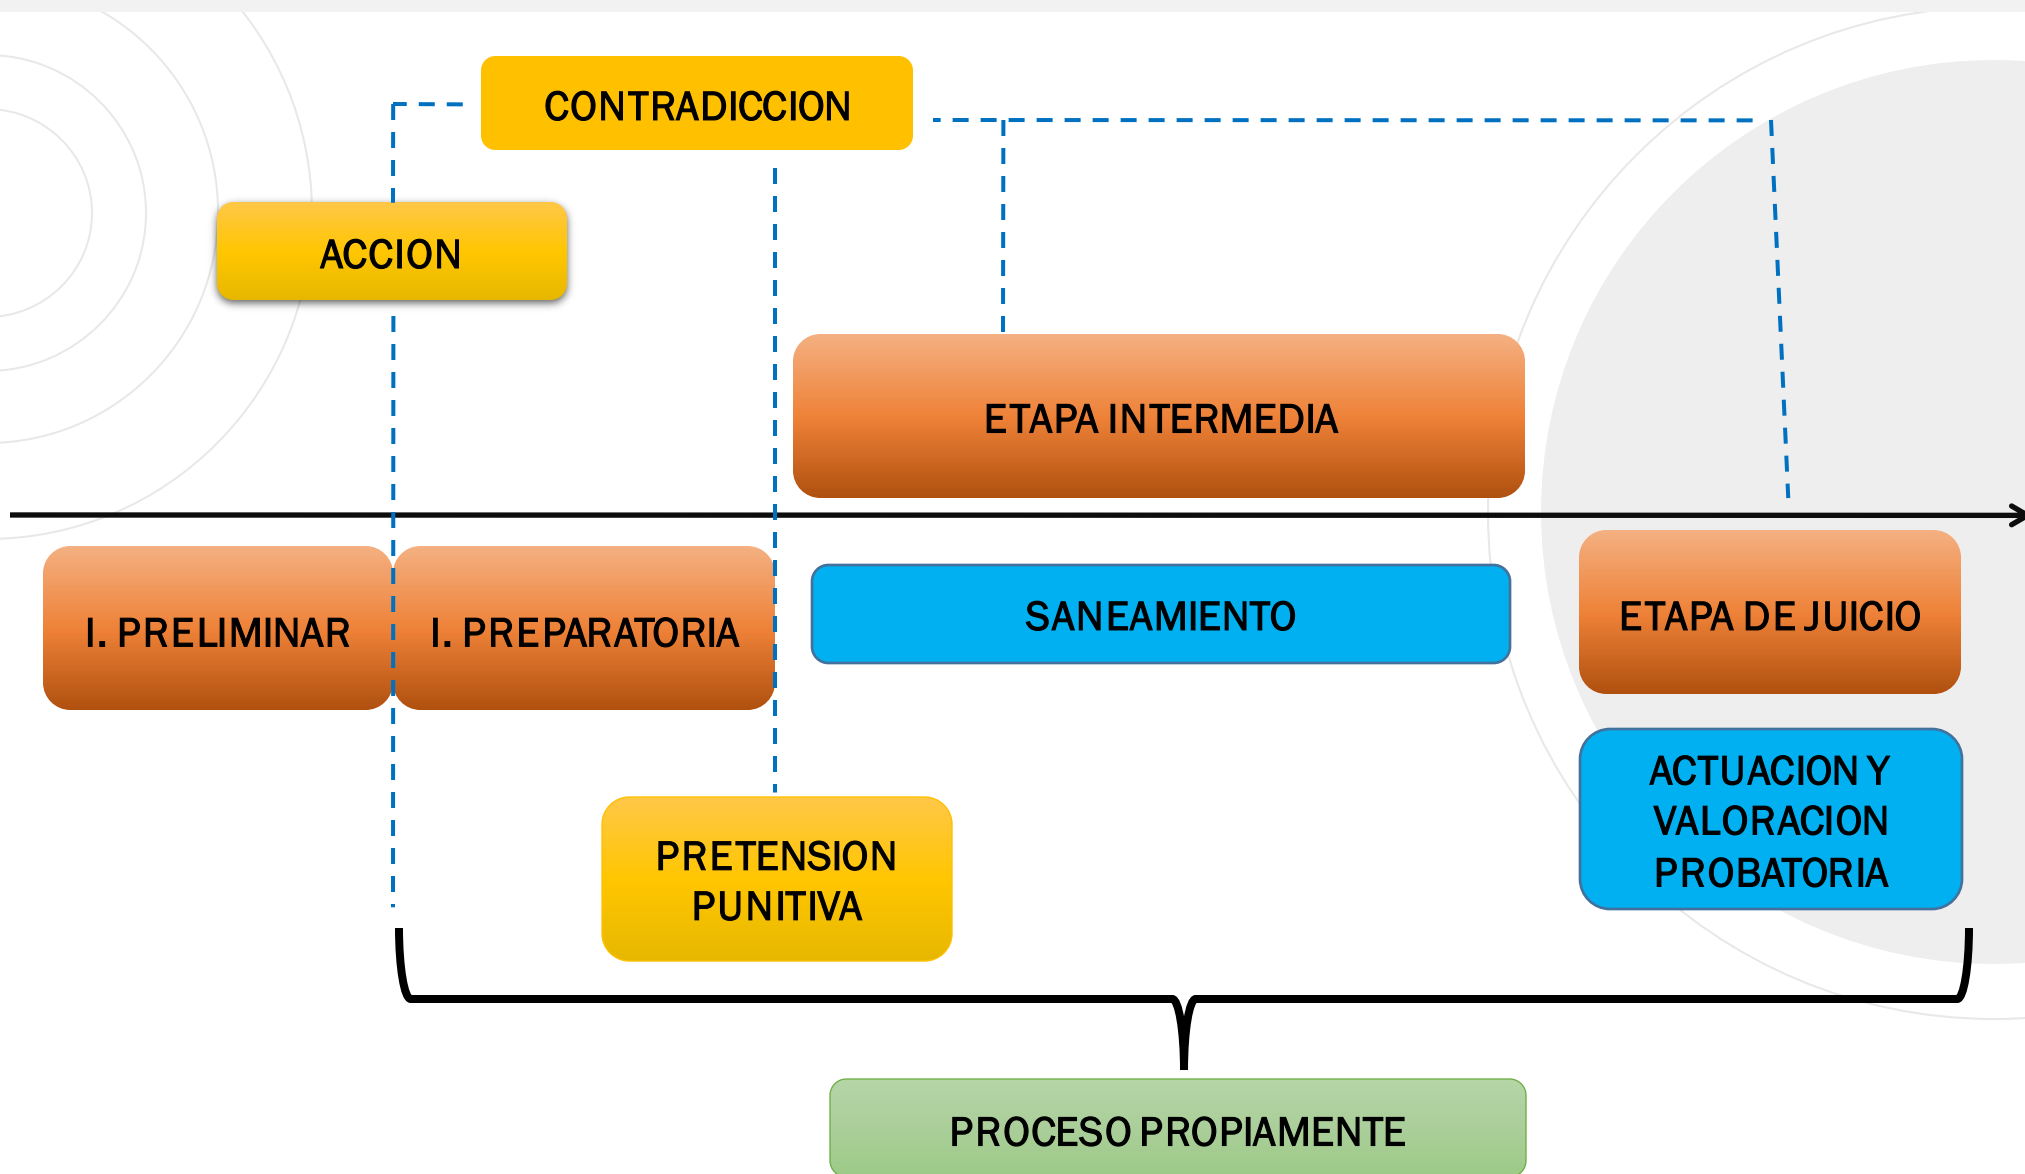 CONTRADICCION
ACCION
ETAPA INTERMEDIA
I. PRELIMINAR
I. PREPARATORIA
SANEAMIENTO
ETAPA DE JUICIO
ACTUACION Y
VALORACION
PROBATORIA
PRETENSION
PUNITIVA
PROCESO PROPIAMENTE